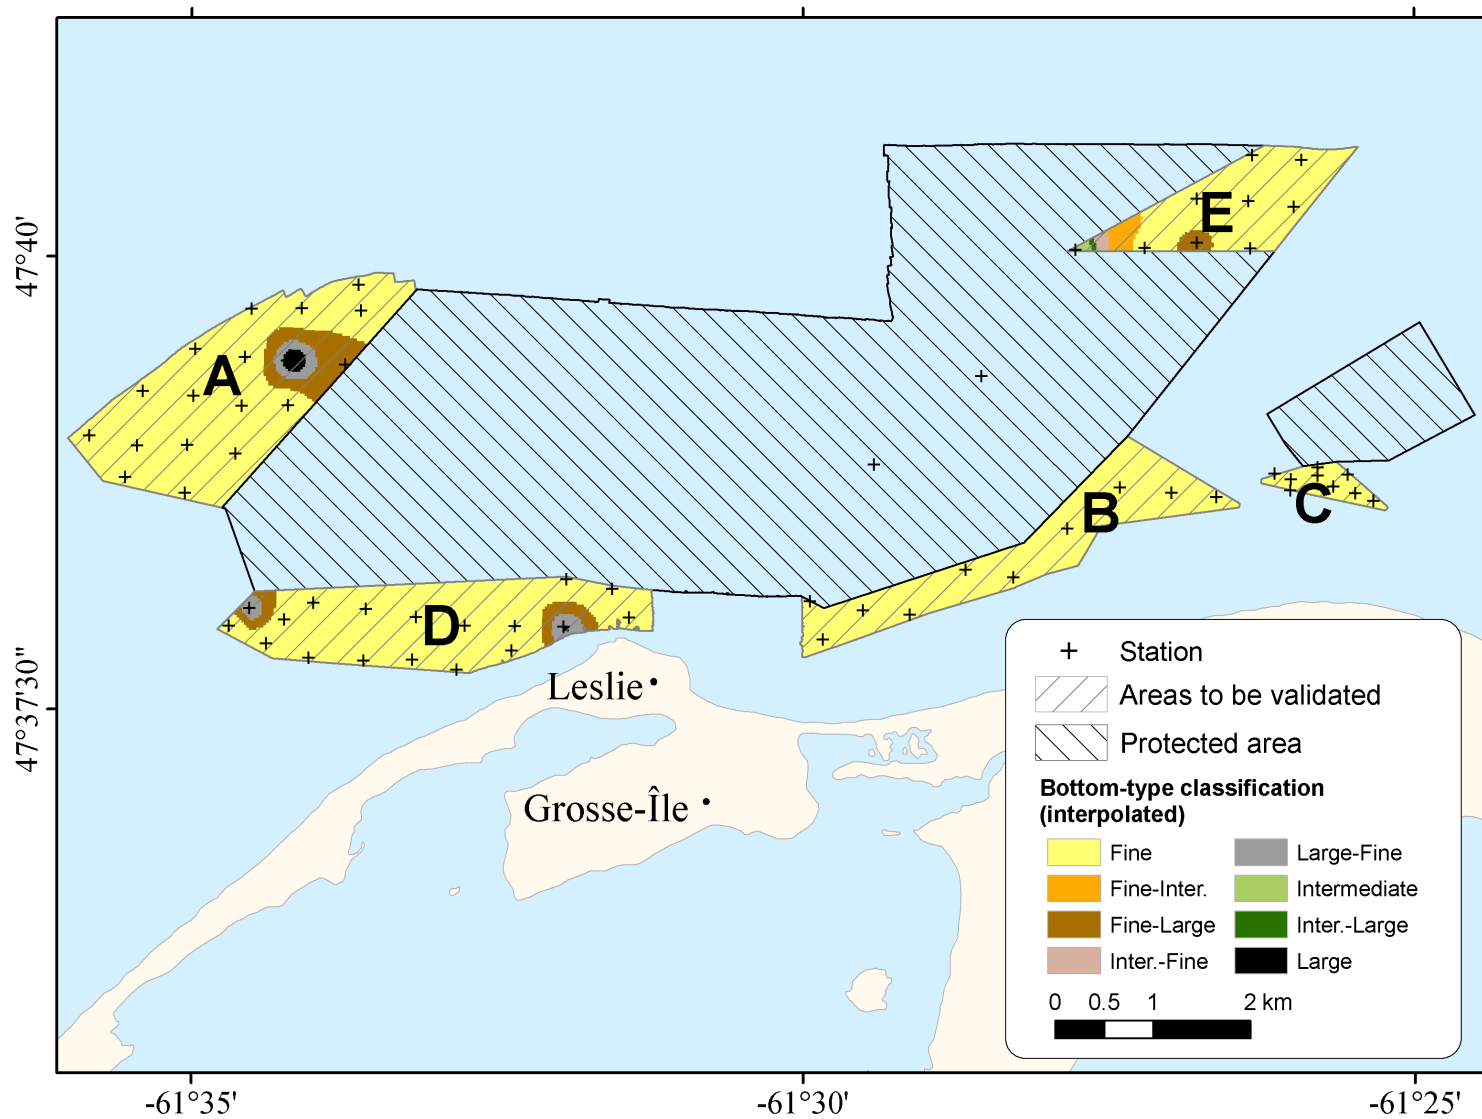 E
47°40'
A
B
C
D
Leslie
47°37'30"
Grosse-Île
Station
Areas to be validated
Protected area
Bottom-type classification
(interpolated)
Fine
Large-Fine
Fine-Inter.
Intermediate
Fine-Large
Inter.-Large
Inter.-Fine
Large
0 0.5 1 2 km
-61°35' -61°30' -61°25'